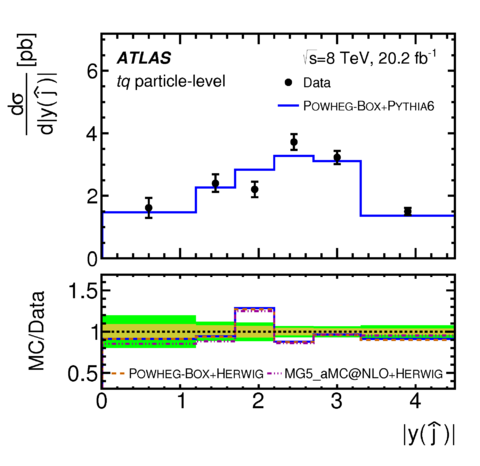 ATLAS
√s=8 TeV, 20.2 fb⁻¹
tq particle-level
Data
POWHEG-BOX+PYTHIA6
dσ
d|y(ĵ)|
[pb]
6
4
2
0
MC/Data
1.5
1
0.5
POWHEG-BOX+HERWIG
MG5_aMC@NLO+HERWIG
0 1 2 3 4
|y(ĵ)|